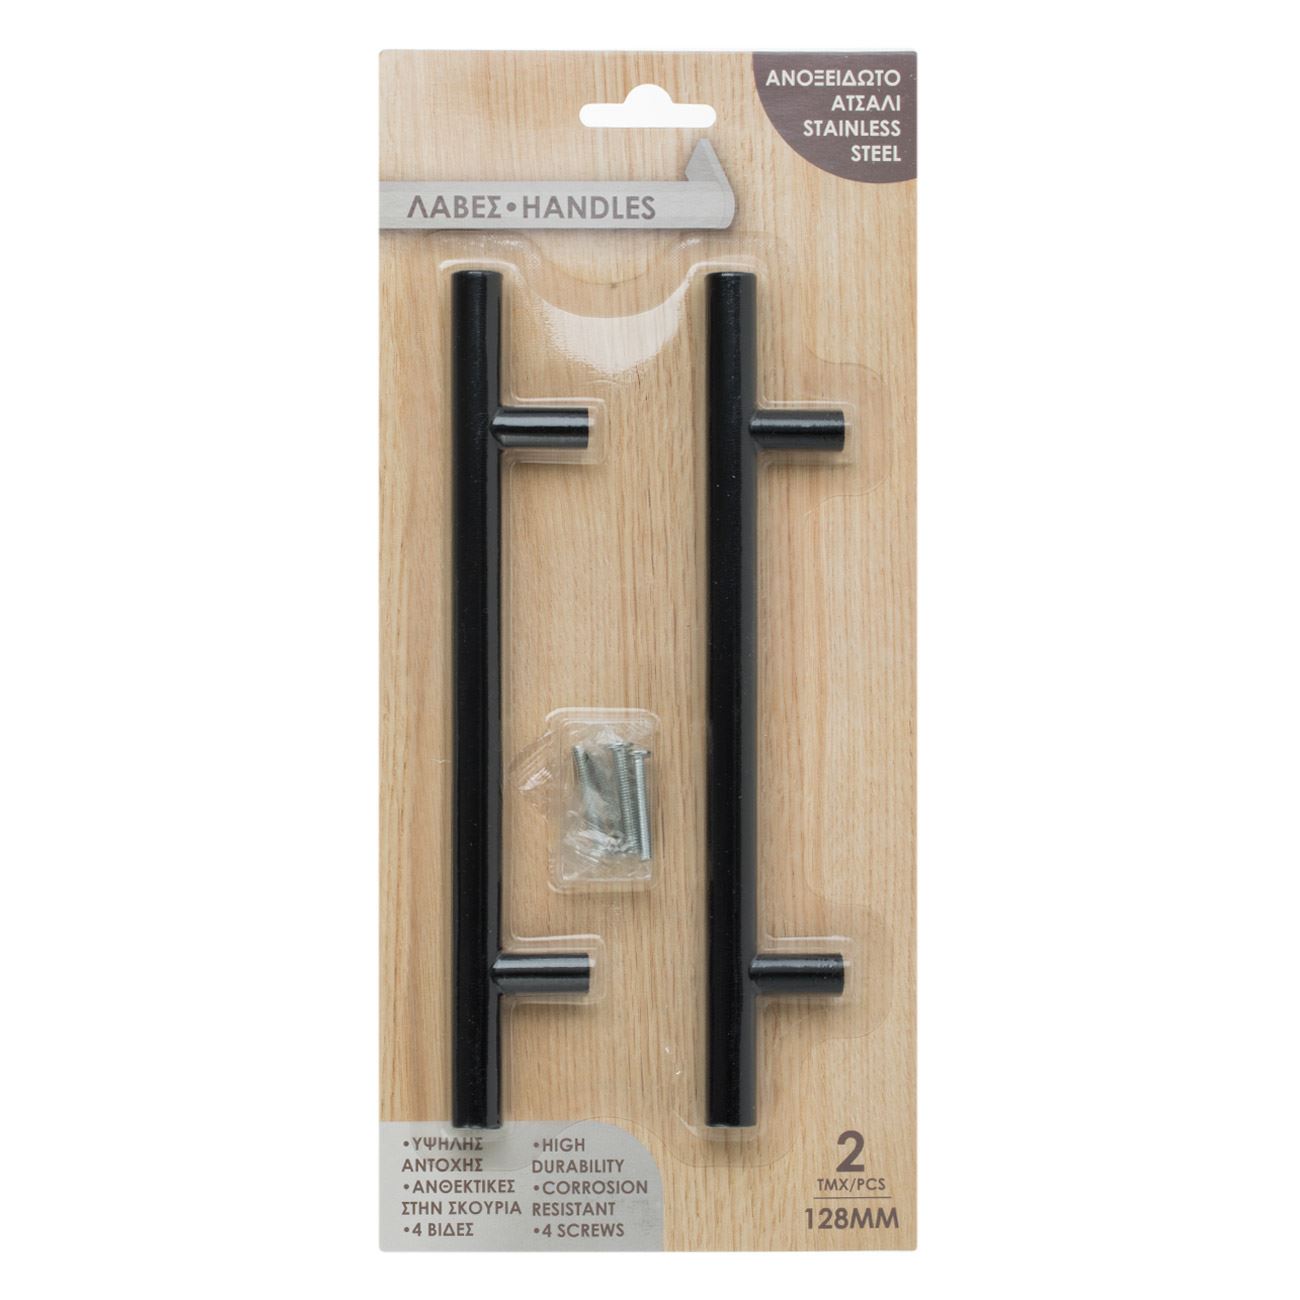 ΑΝΟΞΕΙΔΩΤΟ
ΑΤΣΑΛΙ
STAINLESS
STEEL
ΛΑΒΕΣ•HANDLES
•ΥΨΗΛΗΣ
ΑΝΤΟΧΗΣ
•ΑΝΘΕΚΤΙΚΕΣ
ΣΤΗΝ ΣΚΟΥΡΙΑ
•4 ΒΙΔΕΣ
•HIGH
DURABILITY
•CORROSION
RESISTANT
•4 SCREWS
2
ΤΜΧ/PCS
128MM